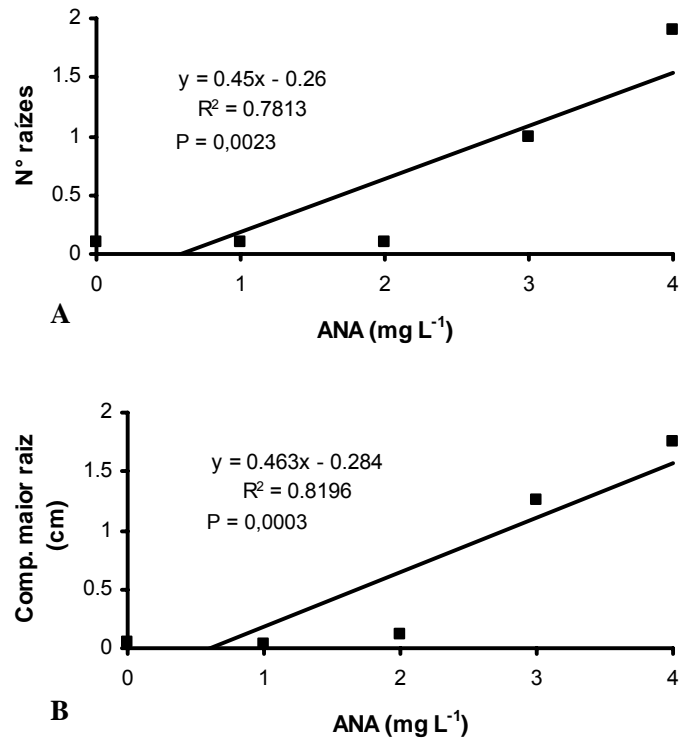 2
1.5
1
0.5
0
N° raízes
y = 0.45x - 0.26
R² = 0.7813
P = 0,0023
0 1 2 3 4
A
ANA (mg L⁻¹)
2
1.5
1
0.5
0
Comp. maior raiz
(cm)
y = 0.463x - 0.284
R² = 0.8196
P = 0,0003
0 1 2 3 4
B
ANA (mg L⁻¹)